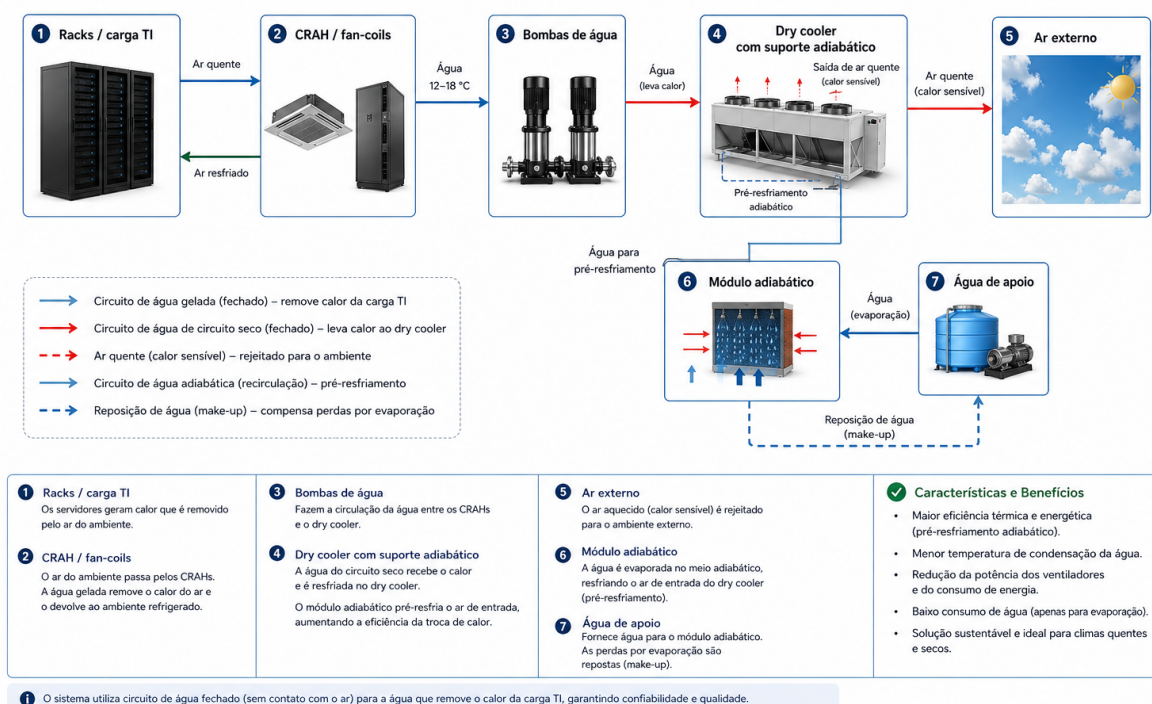 1 Racks / carga TI
2 CRAH / fan-coils
3 Bombas de água
4 Dry cooler
com suporte adiabático
5 Ar externo
Ar quente
Ar resfriado
Água
12–18 °C
Água
(leva calor)
Saída de ar quente
(calor sensível)
Pré-resfriamento
adiabático
Ar quente
(calor sensível)
Água para
pré-resfriamento
6 Módulo adiabático
Água
(evaporação)
7 Água de apoio
Reposição de água
(make-up)
Circuito de água gelada (fechado) – remove calor da carga TI
Circuito de água de circuito seco (fechado) – leva calor ao dry cooler
Ar quente (calor sensível) – rejeitado para o ambiente
Circuito de água adiabática (recirculação) – pré-resfriamento
Reposição de água (make-up) – compensa perdas por evaporação
1 Racks / carga TI
Os servidores geram calor que é removido
pelo ar do ambiente.
2 CRAH / fan-coils
O ar do ambiente passa pelos CRAHs.
A água gelada remove o calor do ar e
o devolve ao ambiente refrigerado.
3 Bombas de água
Fazem a circulação da água entre os CRAHs
e o dry cooler.
4 Dry cooler com suporte adiabático
A água do circuito seco recebe o calor
e é resfriada no dry cooler.
O módulo adiabático pré-resfria o ar de entrada,
aumentando a eficiência da troca de calor.
5 Ar externo
O ar aquecido (calor sensível) é rejeitado
para o ambiente externo.
6 Módulo adiabático
A água é evaporada no meio adiabático,
resfriando o ar de entrada do dry cooler
(pré-resfriamento).
7 Água de apoio
Fornece água para o módulo adiabático.
As perdas por evaporação são
repostas (make-up).
Características e Benefícios
• Maior eficiência térmica e energética
(pré-resfriamento adiabático).
• Menor temperatura de condensação da água.
• Redução da potência dos ventiladores
e do consumo de energia.
• Baixo consumo de água (apenas para evaporação).
• Solução sustentável e ideal para climas quentes
e secos.
i O sistema utiliza circuito de água fechado (sem contato com o ar) para a água que remove o calor da carga TI, garantindo confiabilidade e qualidade.